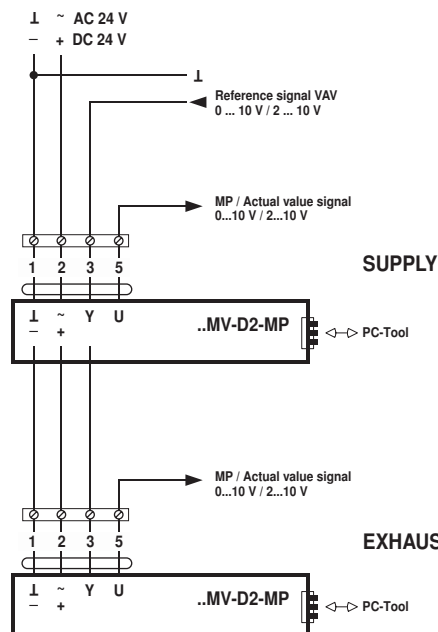 ⊥ ~ AC 24 V
– + DC 24 V
⊥
Reference signal VAV
0 ... 10 V / 2 ... 10 V
MP / Actual value signal
0...10 V / 2...10 V
1 2 3 5
SUPPLY
⊥ ~ Y U
– +
..MV-D2-MP
PC-Tool
MP / Actual value signal
0...10 V / 2...10 V
1 2 3 5
EXHAUS
⊥ ~ Y U
– +
..MV-D2-MP
PC-Tool